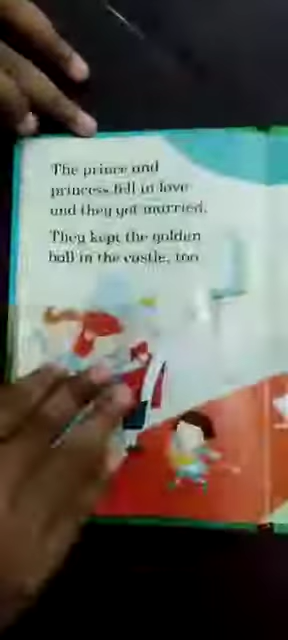 The prince and
princess fell in love
and they got married.
They kept the golden
ball in the castle, too